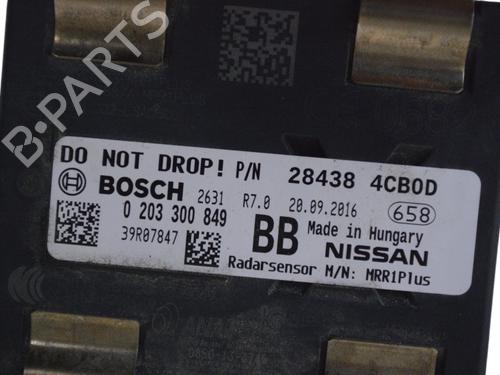 B-PARTS
DO NOT DROP! P/N 28438 4CB0D
BOSCH 2631 R7.0 20.09.2016 658
0 203 300 849 BB Made in Hungary
39R07847 NISSAN
Radarsensor M/N: MRR1Plus